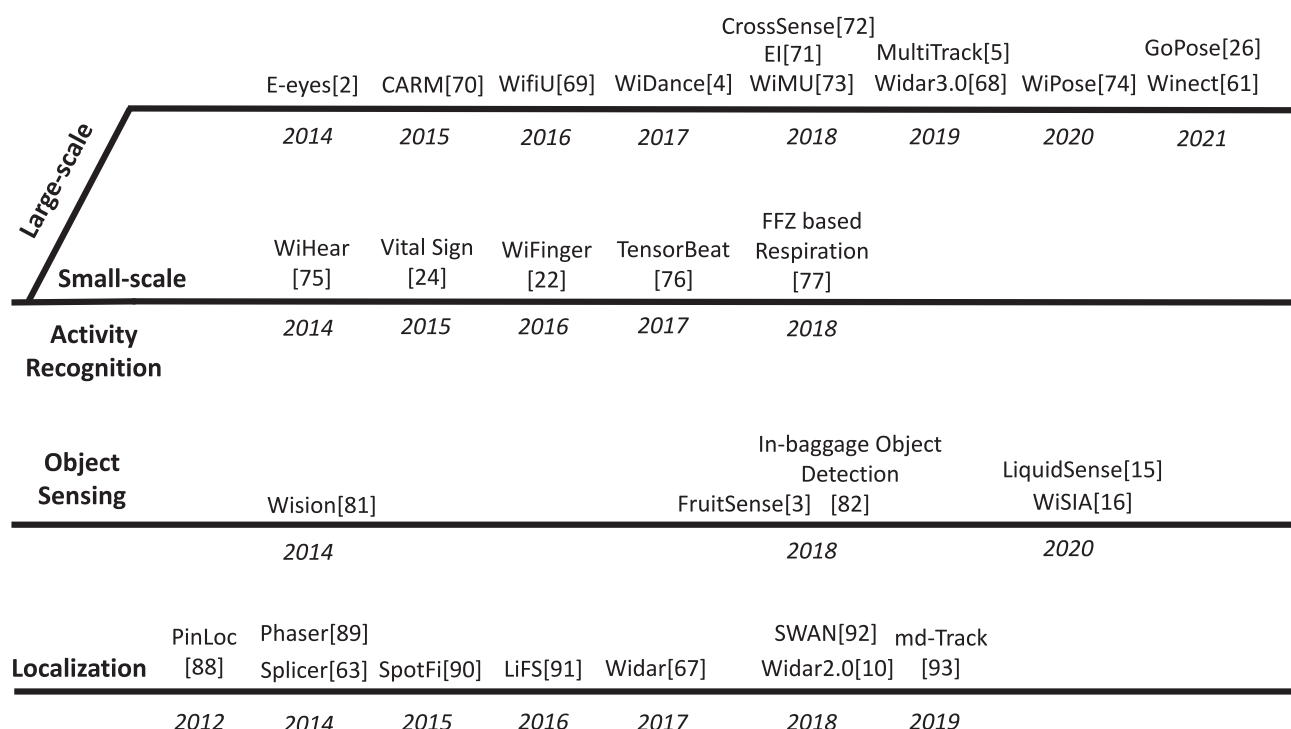 CrossSense[72]
EI[71]
MultiTrack[5]
GoPose[26]
E-eyes[2] CARM[70] WifiU[69] WiDance[4] WiMU[73] Widar3.0[68] WiPose[74] Winect[61]
Large-scale
2014 2015 2016 2017 2018 2019 2020 2021
FFZ based
WiHear Vital Sign WiFinger TensorBeat Respiration
Small-scale [75] [24] [22] [76] [77]
2014 2015 2016 2017 2018
Activity
Recognition
In-baggage Object
Object Detection LiquidSense[15]
Sensing Wision[81] FruitSense[3] [82] WiSIA[16]
2014 2018 2020
PinLoc Phaser[89] SWAN[92] md-Track
Localization [88] Splicer[63] SpotFi[90] LiFS[91] Widar[67] Widar2.0[10] [93]
2012 2014 2015 2016 2017 2018 2019